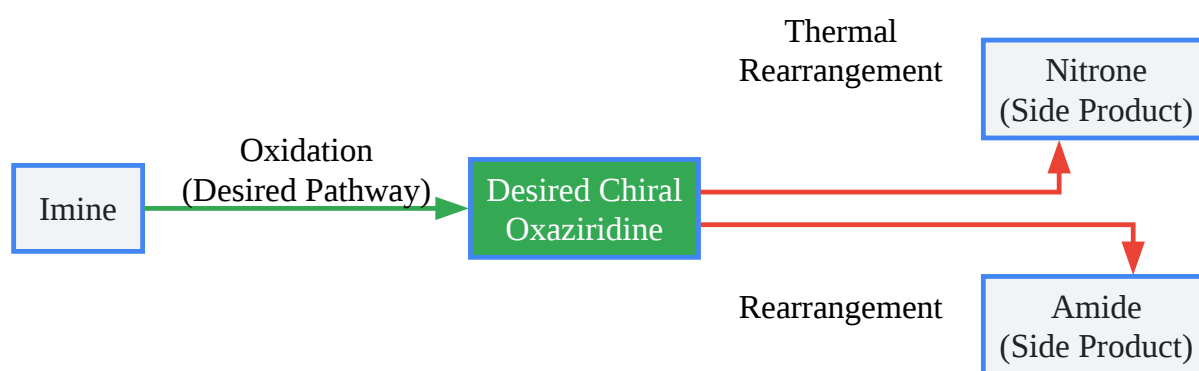 Thermal
Rearrangement
Nitrone
(Side Product)
Oxidation
(Desired Pathway)
Imine
Desired Chiral
Oxaziridine
Rearrangement
Amide
(Side Product)